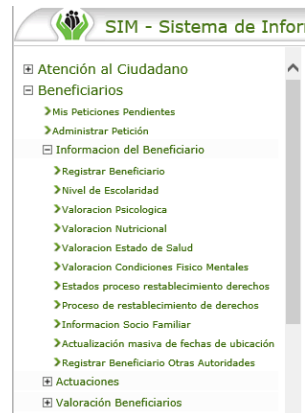 SIM - Sistema de Infor
Atención al Ciudadano
Beneficiarios
Mis Peticiones Pendientes
Administrar Petición
Informacion del Beneficiario
Registrar Beneficiario
Nivel de Escolaridad
Valoracion Psicologica
Valoracion Nutricional
Valoracion Estado de Salud
Valoracion Condiciones Fisico Mentales
Estados proceso restablecimiento derechos
Proceso de restablecimiento de derechos
Informacion Socio Familiar
Actualización masiva de fechas de ubicación
Registrar Beneficiario Otras Autoridades
Actuaciones
Valoración Beneficiarios